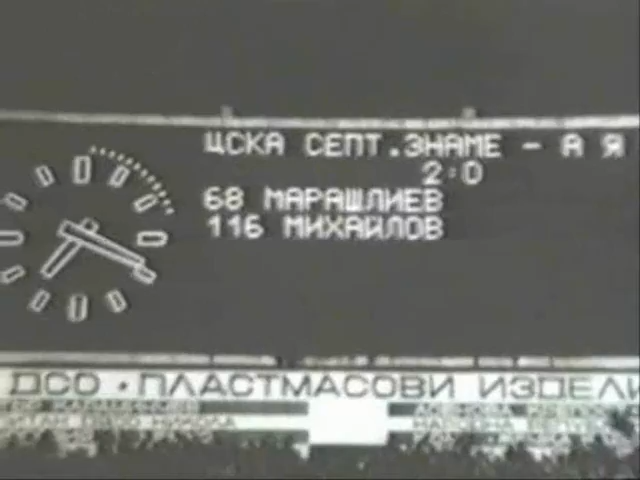 ЦСКА СЕПТ.ЗНАМЕ - А Я
2:0
68 МАРАШЛИЕВ
116 МИХАЙЛОВ
ДСО · ПЛАСТМАСОВИ ИЗДЕЛИ